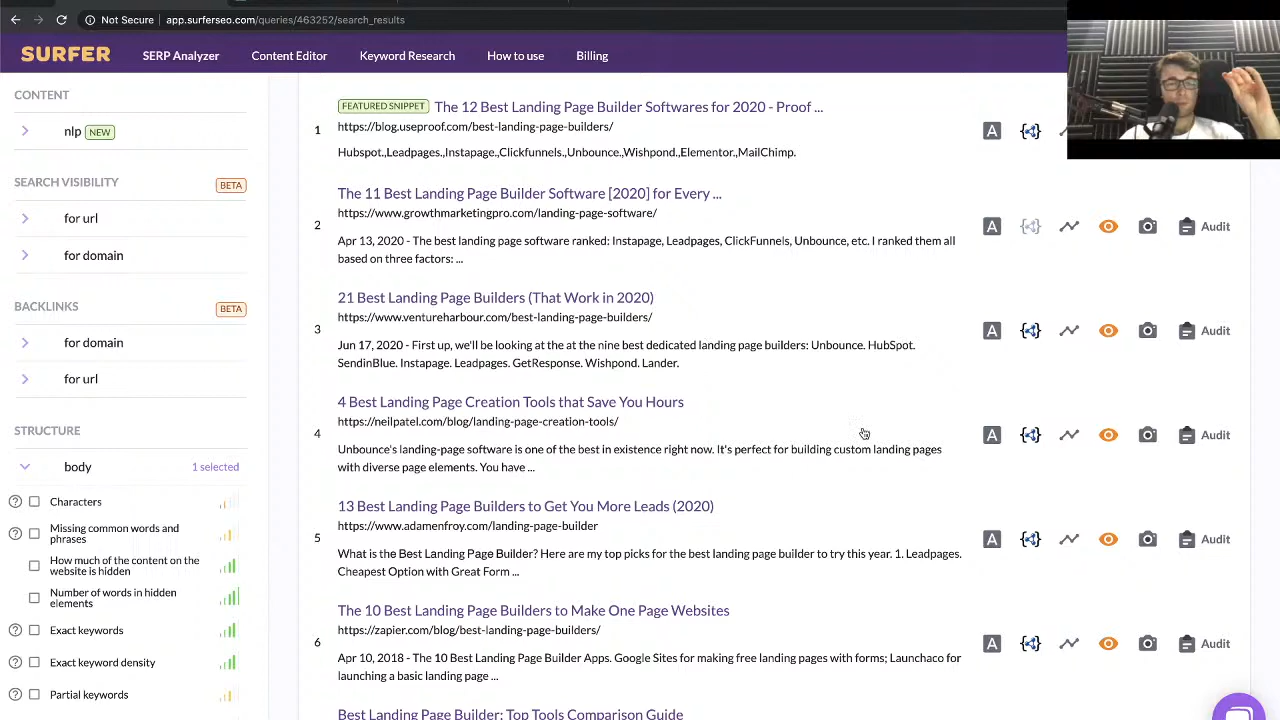 Not Secure
app.surferseo.com/queries/463252/search_results
SURFER
SERP Analyzer
Content Editor
Research
Billing
CONTENT
nlp NEW
SEARCH VISIBILITY BETA
for url
for domain
BACKLINKS BETA
for domain
for url
STRUCTURE
body 1 selected
Characters
Missing common words and
phrases
How much of the content on the
website is hidden
Number of words in hidden
elements
Exact keywords
Exact keyword density
Partial keywords
1
FEATURED SNIPPET The 12 Best Landing Page Builder Softwares for 2020 - Proof ...
Hubspot.,Leadpages.,Instapage.,Clickfunnels.,Unbounce.,Wishpond.,Elementor.,MailChimp.
A
2
The 11 Best Landing Page Builder Software [2020] for Every ...
https://www.growthmarketingpro.com/landing-page-software/
Apr 13, 2020 - The best landing page software ranked: Instapage, Leadpages, ClickFunnels, Unbounce, etc. I ranked them all
based on three factors: ...
A Audit
3
21 Best Landing Page Builders (That Work in 2020)
https://www.ventureharbour.com/best-landing-page-builders/
Jun 17, 2020 - First up, we'll be looking at the at the nine best dedicated landing page builders: Unbounce. HubSpot.
SendinBlue. Instapage. Leadpages. GetResponse. Wishpond. Lander.
A Audit
4
4 Best Landing Page Creation Tools that Save You Hours
https://neilpatel.com/blog/landing-page-creation-tools/
Unbounce's landing-page software is one of the best in existence right now. It's perfect for building custom landing pages
with diverse page elements. You have ...
A Audit
5
13 Best Landing Page Builders to Get You More Leads (2020)
https://www.adamenfroy.com/landing-page-builder
What is the Best Landing Page Builder? Here are my top picks for the best landing page builder to try this year. 1. Leadpages.
Cheapest Option with Great Form ...
A Audit
6
The 10 Best Landing Page Builders to Make One Page Websites
https://zapier.com/blog/best-landing-page-builders/
Apr 10, 2018 - The 10 Best Landing Page Builder Apps. Google Sites for making free landing pages with forms; Launchaco for
launching a basic landing page ...
A Audit
Best Landing Page Builder: Top Tools Comparison Guide